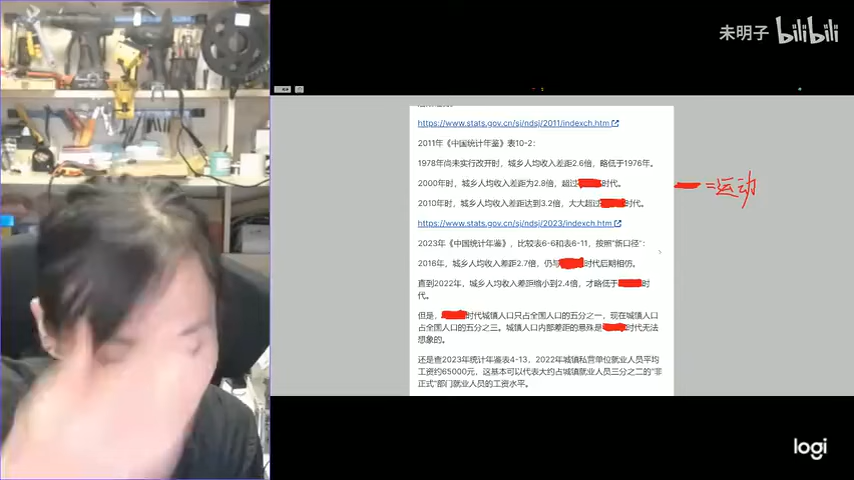 未明子 bilibili
https://www.stats.gov.cn/sj/ndsj/2011/indexch.htm
2011年《中国统计年鉴》表10-2:
1978年尚未实行改开时，城乡人均收入差距2.6倍，略低于1976年。
2000年时，城乡人均收入差距为2.8倍，超过 时代。
2010年时，城乡人均收入差距达到3.2倍，大大超过 时代。
=运动
https://www.stats.gov.cn/sj/ndsj/2023/indexch.htm
2023年《中国统计年鉴》，比较表6-6和表6-11，按照"新口径"：
2018年，城乡人均收入差距2.7倍，仍与 时代后期相仿。
直到2022年，城乡人均收入差距缩小到2.4倍，才略低于 时
代。
但是， 时代城镇人口只占全国人口的五分之一，现在城镇人口
占全国人口的五分之三。城镇人口内部差距的悬殊是 时代无法
想象的。
还是查2023年统计年鉴表4-13，2022年城镇私营单位就业人员平均
工资约65000元，这基本可以代表大约占城镇就业人员三分之二的"非
正式"部门就业人员的工资水平。
logi